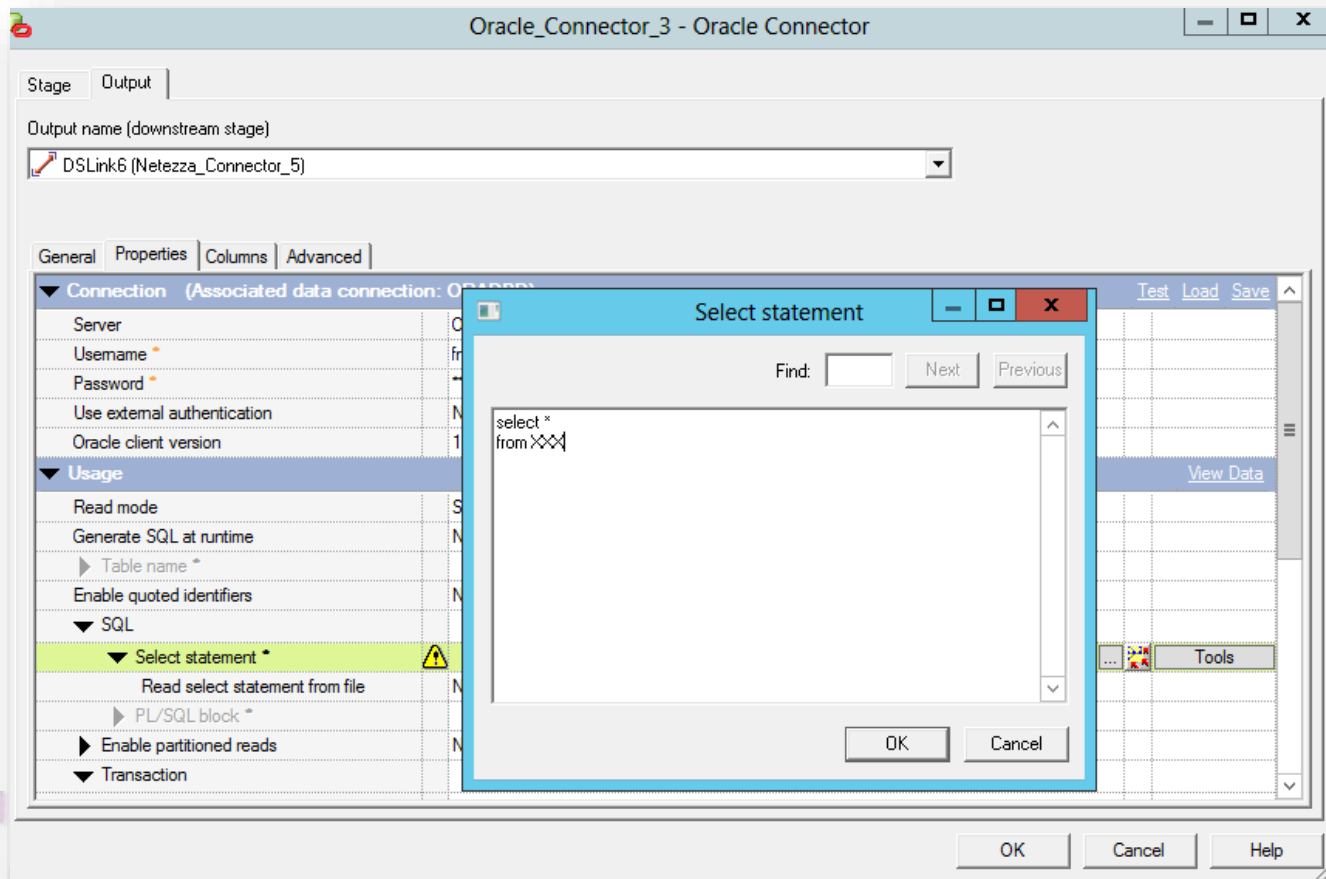 Oracle_Connector_3 - Oracle Connector
Stage Output
Output name (downstream stage)
DSLink6 (Netezza_Connector_5)
General Properties Columns Advanced
Connection (Associated data connection: Test Load Save
Server
Username *
Password *
Use external authentication
Oracle client version
Usage View Data
Read mode
Generate SQL at runtime
Table name *
Enable quoted identifiers
SQL
Select statement *
... Tools
Read select statement from file
PL/SQL block *
Enable partitioned reads
Transaction
Select statement
Find: Next Previous
select *
from XXX
OK Cancel
OK Cancel Help